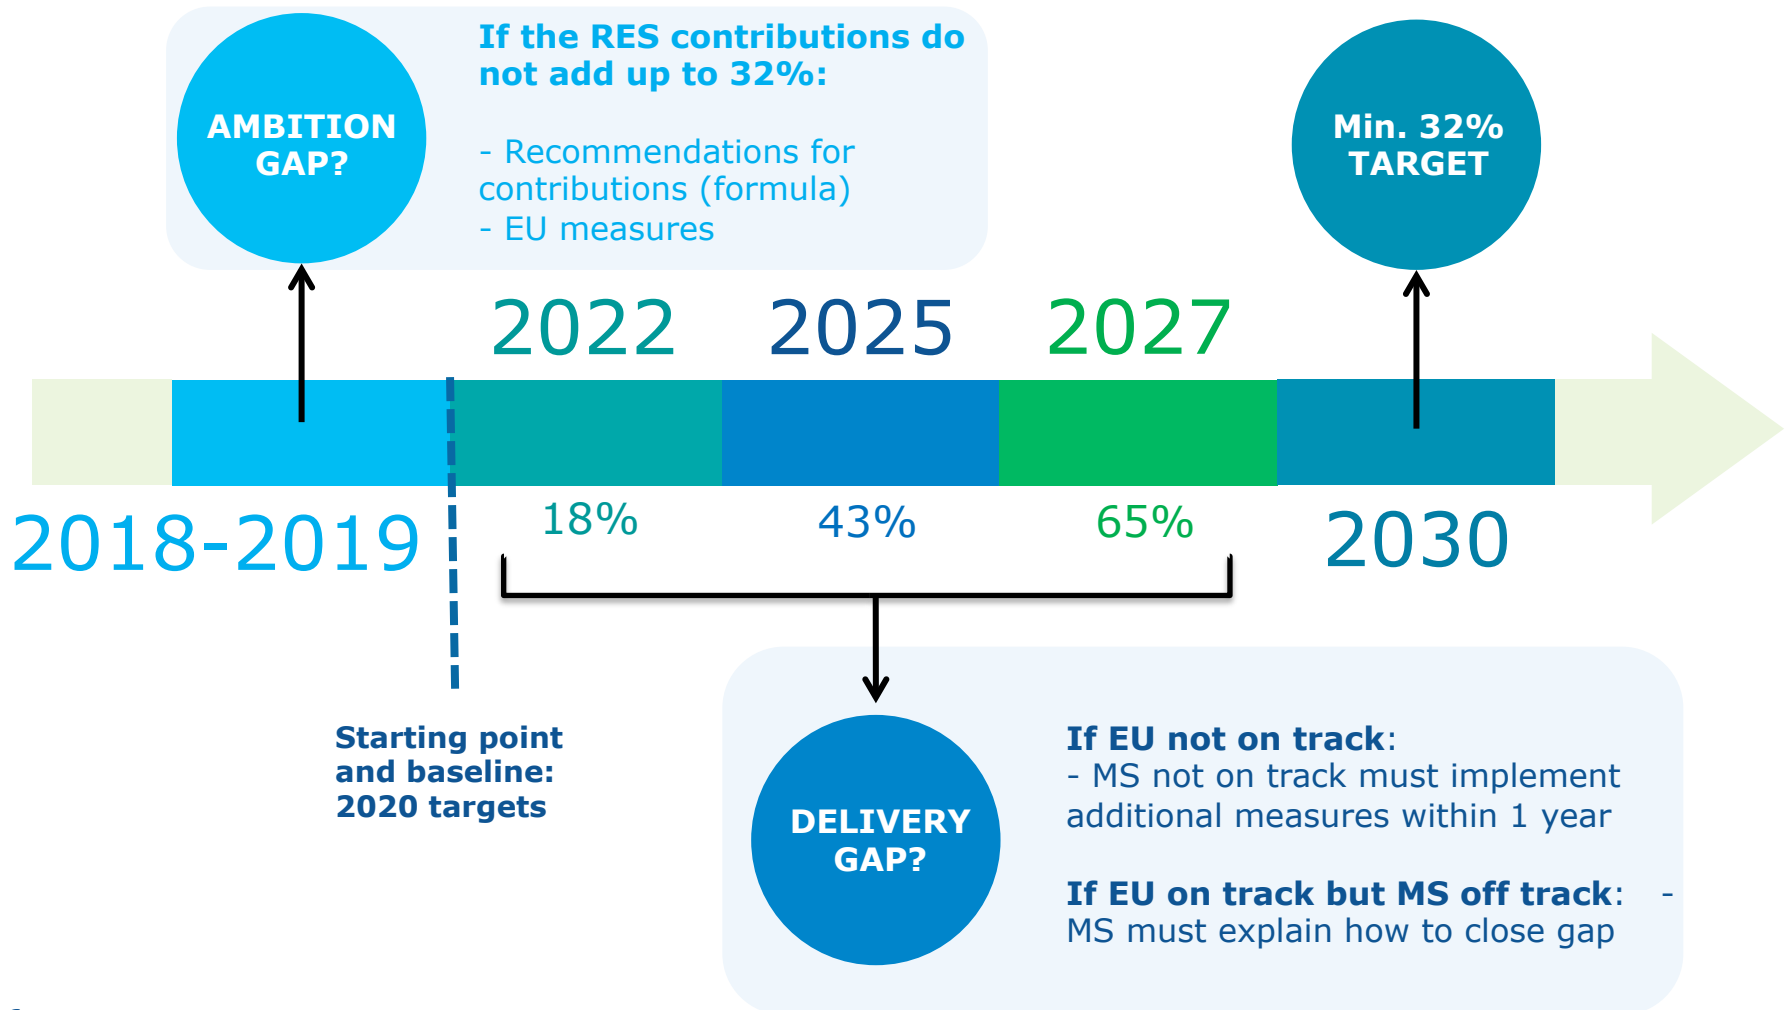 AMBITION
GAP?
If the RES contributions do
not add up to 32%:
- Recommendations for
contributions (formula)
- EU measures
Min. 32%
TARGET
2022
2025
2027
2018-2019
18%
43%
65%
2030
Starting point
and baseline:
2020 targets
DELIVERY
GAP?
If EU not on track:
- MS not on track must implement
additional measures within 1 year
If EU on track but MS off track: -
MS must explain how to close gap